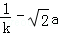 1/k - √2 a